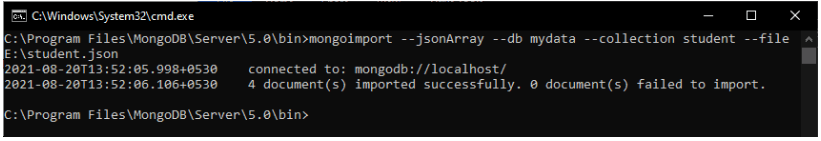 C:\Windows\System32\cmd.exe
C:\Program Files\MongoDB\Server\5.0\bin>mongoimport --jsonArray --db mydata --collection student --file
E:\student.json
2021-08-20T13:52:05.998+0530    connected to: mongodb://localhost/
2021-08-20T13:52:06.106+0530    4 document(s) imported successfully. 0 document(s) failed to import.
C:\Program Files\MongoDB\Server\5.0\bin>